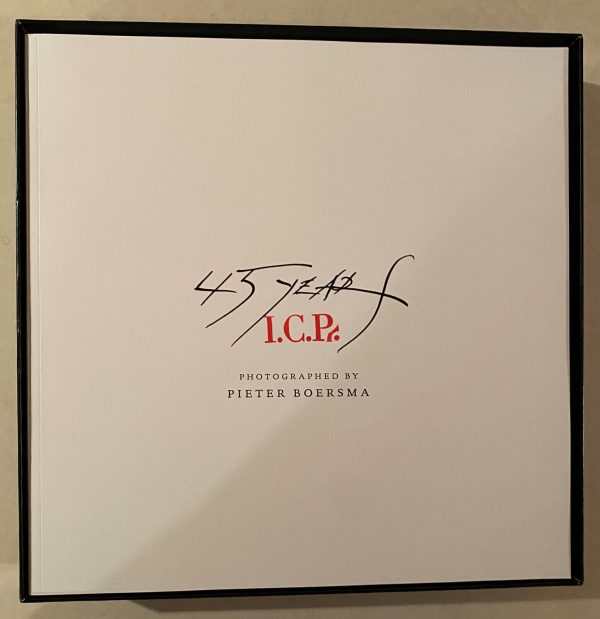 45 YEARS
I.C.P.
PHOTOGRAPHED BY
PIETER BOERSMA